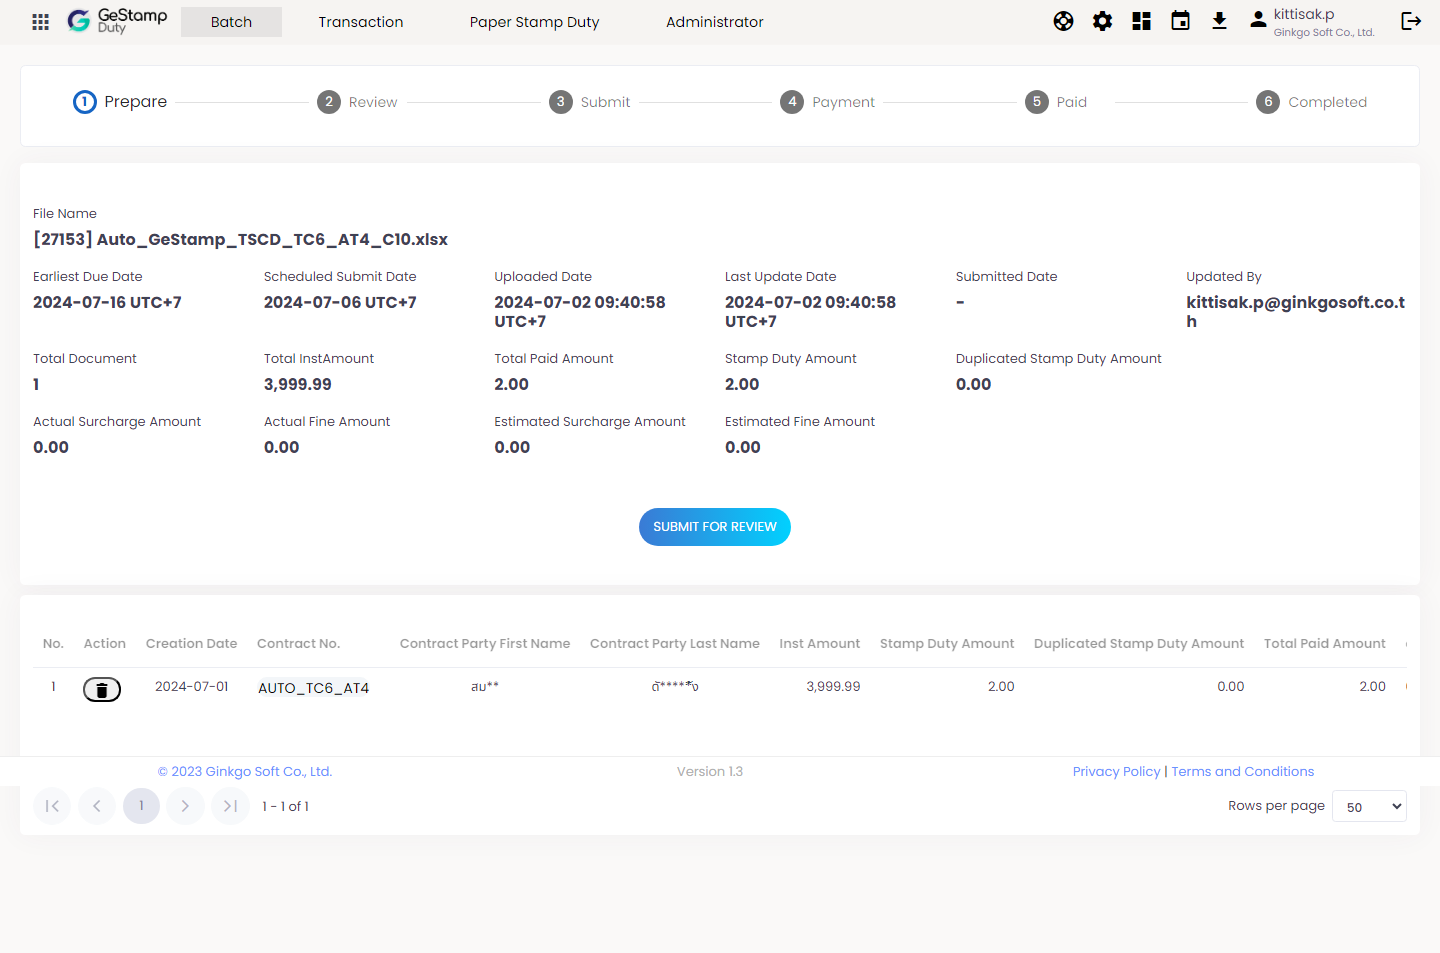 GeStamp
Duty
Batch
Transaction
Paper Stamp Duty
Administrator
kittisak.p
Ginkgo Soft Co., Ltd.
1 Prepare
2 Review
3 Submit
4 Payment
5 Paid
6 Completed
File Name
[27153] Auto_GeStamp_TSCD_TC6_AT4_C10.xlsx
Earliest Due Date
2024-07-16 UTC+7
Scheduled Submit Date
2024-07-06 UTC+7
Uploaded Date
2024-07-02 09:40:58
UTC+7
Last Update Date
2024-07-02 09:40:58
UTC+7
Submitted Date
-
Updated By
kittisak.p@ginkgosoft.co.t
h
Total Document
1
Total InstAmount
3,999.99
Total Paid Amount
2.00
Stamp Duty Amount
2.00
Duplicated Stamp Duty Amount
0.00
Actual Surcharge Amount
0.00
Actual Fine Amount
0.00
Estimated Surcharge Amount
0.00
Estimated Fine Amount
0.00
SUBMIT FOR REVIEW
No. Action Creation Date Contract No. Contract Party First Name Contract Party Last Name Inst Amount Stamp Duty Amount Duplicated Stamp Duty Amount Total Paid Amount
1 2024-07-01 AUTO_TC6_AT4 สม** 3,999.99 2.00 0.00 2.00
© 2023 Ginkgo Soft Co., Ltd.
Version 1.3
Privacy Policy | Terms and Conditions
1
1 - 1 of 1
Rows per page 50